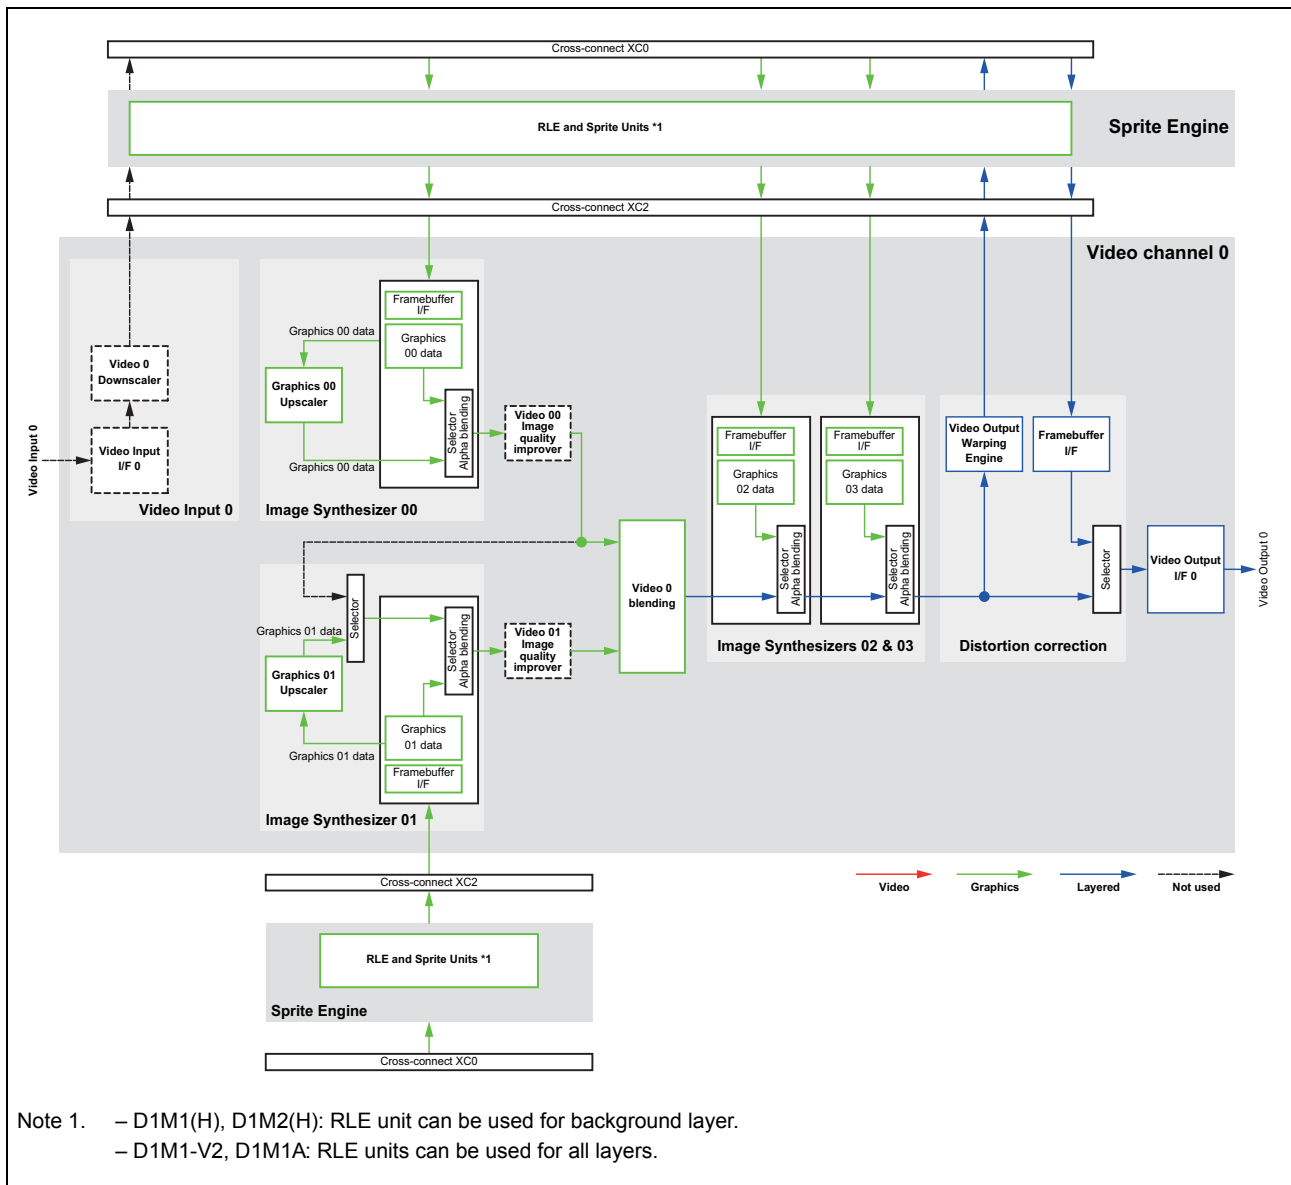 Cross-connect XC0
RLE and Sprite Units *1
Sprite Engine
Cross-connect XC2
Video channel 0
Video Input 0
Video Input
I/F 0
Video 0
Downscaler
Video Input 0
Framebuffer
I/F
Graphics
00 data
Graphics 00 data
Graphics 00
Upscaler
Graphics 00 data
Selector
Alpha blending
Image Synthesizer 00
Video 00
Image
quality
improver
Selector
Graphics 01 data
Graphics 01
Upscaler
Graphics 01 data
Selector
Alpha blending
Graphics
01 data
Framebuffer
I/F
Image Synthesizer 01
Video 01
Image
quality
improver
Video 0
blending
Framebuffer
I/F
Graphics
02 data
Selector
Alpha blending
Framebuffer
I/F
Graphics
03 data
Selector
Alpha blending
Image Synthesizers 02 & 03
Video Output
Warping
Engine
Framebuffer
I/F
Selector
Distortion correction
Video Output
I/F 0
Video Output 0
Cross-connect XC2
RLE and Sprite Units *1
Sprite Engine
Cross-connect XC0
Video
Graphics
Layered
Not used
Note 1. – D1M1(H), D1M2(H): RLE unit can be used for background layer.
– D1M1-V2, D1M1A: RLE units can be used for all layers.